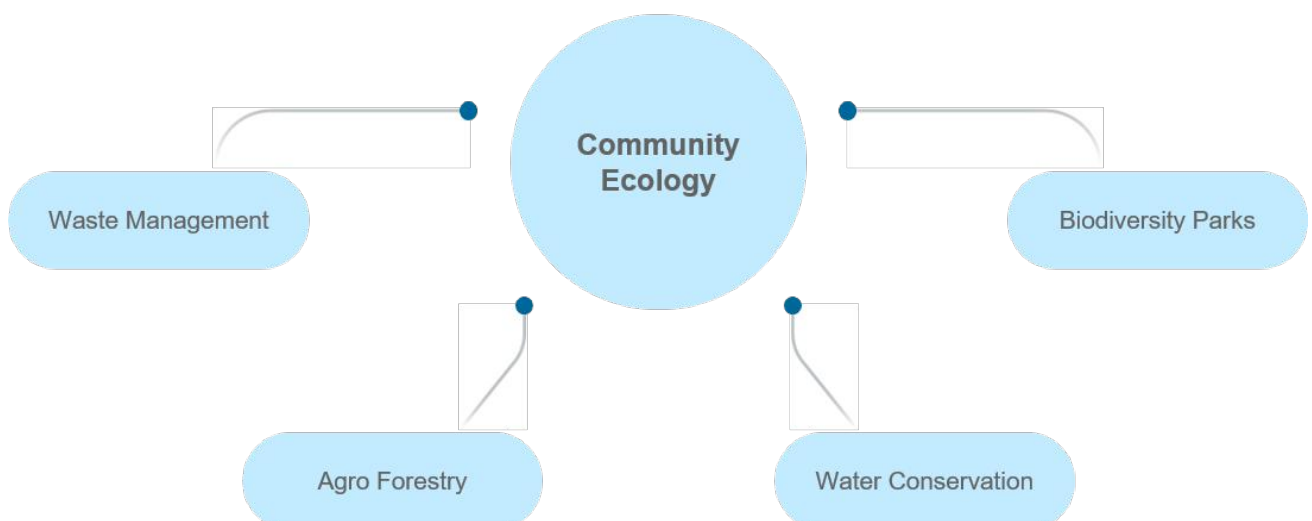 Community
Ecology
Waste Management
Biodiversity Parks
Agro Forestry
Water Conservation